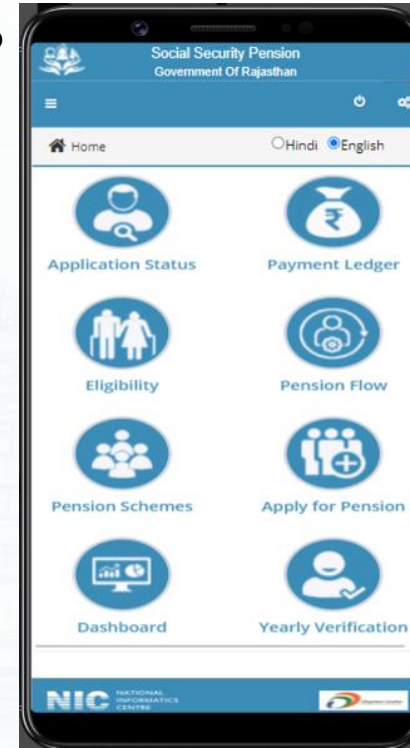 Social Security Pension
Government Of Rajasthan
Home
Hindi English
Application Status
Payment Ledger
Eligibility
Pension Flow
Pension Schemes
Apply for Pension
Dashboard
Yearly Verification
NIC NATIONAL
INFORMATICS
CENTRE